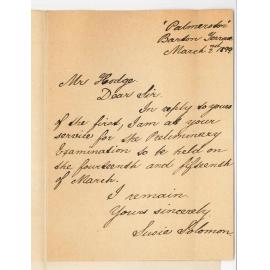 "Palmerston"
Barton Terrace
March 2nd 1899
Mr Hodge.
Dear Sir
In reply to yours
of the first, I am at your
service for the Preliminary
Examination to be held on
the fourteenth and fifteenth
of March.
I remain
Yours sincerely
Susie Solomon.